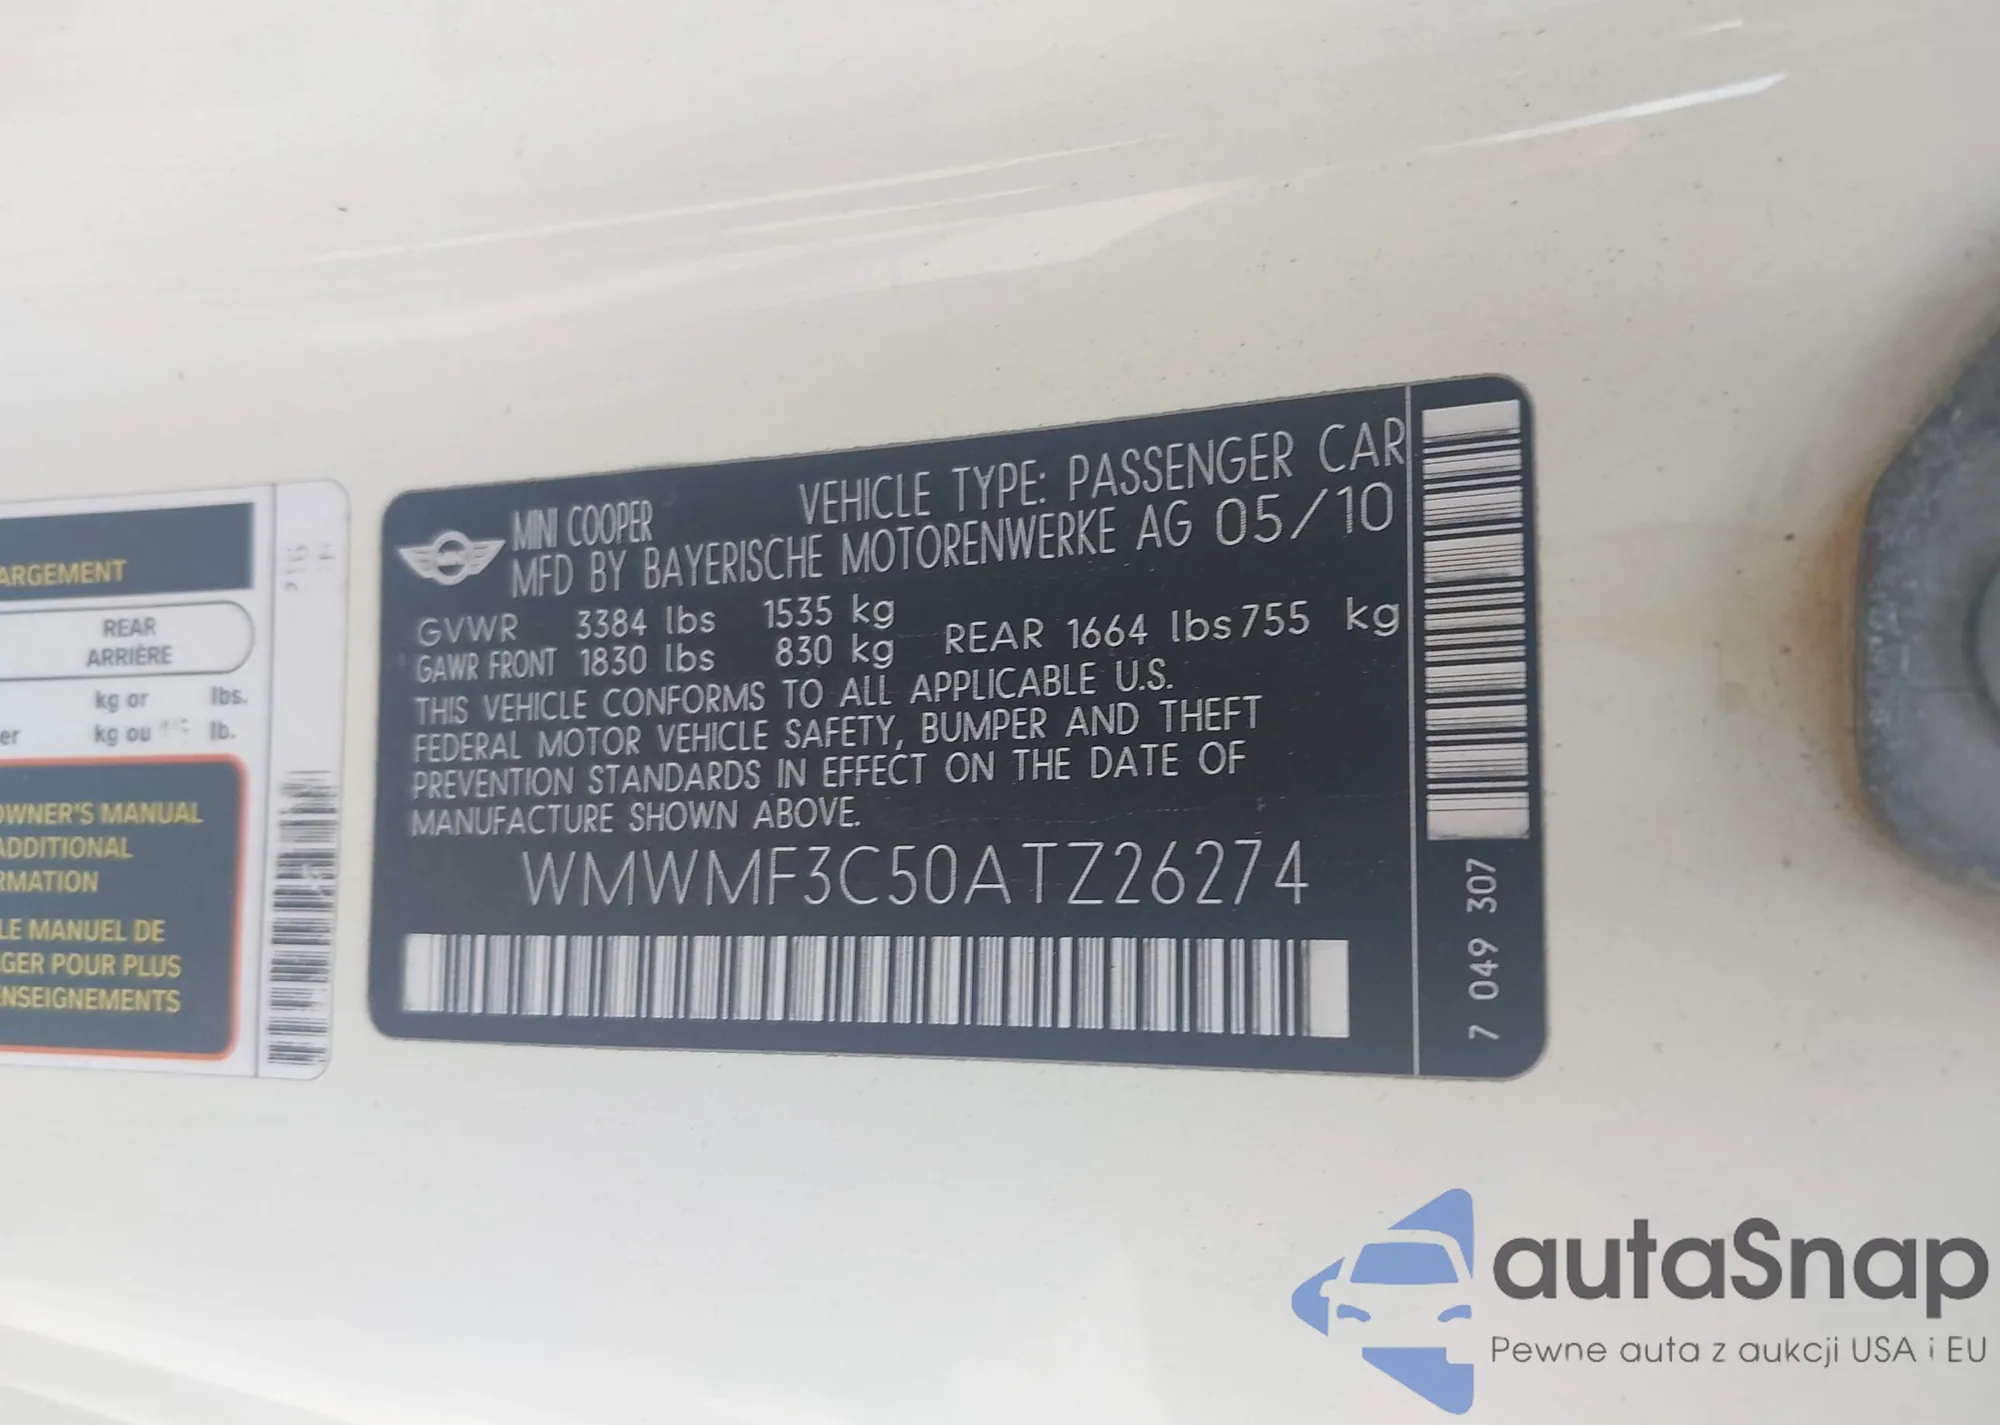 ARGEMENT
REAR
ARRIÈRE
kg or lbs.
er kg ou lb.
OWNER'S MANUAL
ADDITIONAL
RMATION
LE MANUEL DE
GER POUR PLUS
ENSEIGNEMENTS
MINI COOPER VEHICLE TYPE: PASSENGER CAR
MFD BY BAYERISCHE MOTORENWERKE AG 05/10
GVWR 3384 lbs 1535 kg
GAWR FRONT 1830 lbs 830 kg REAR 1664 lbs 755 kg
THIS VEHICLE CONFORMS TO ALL APPLICABLE U.S.
FEDERAL MOTOR VEHICLE SAFETY, BUMPER AND THEFT
PREVENTION STANDARDS IN EFFECT ON THE DATE OF
MANUFACTURE SHOWN ABOVE.
WMWMF3C50ATZ26274
7 049 307
autaSnap
Pewne auta z aukcji USA i EU